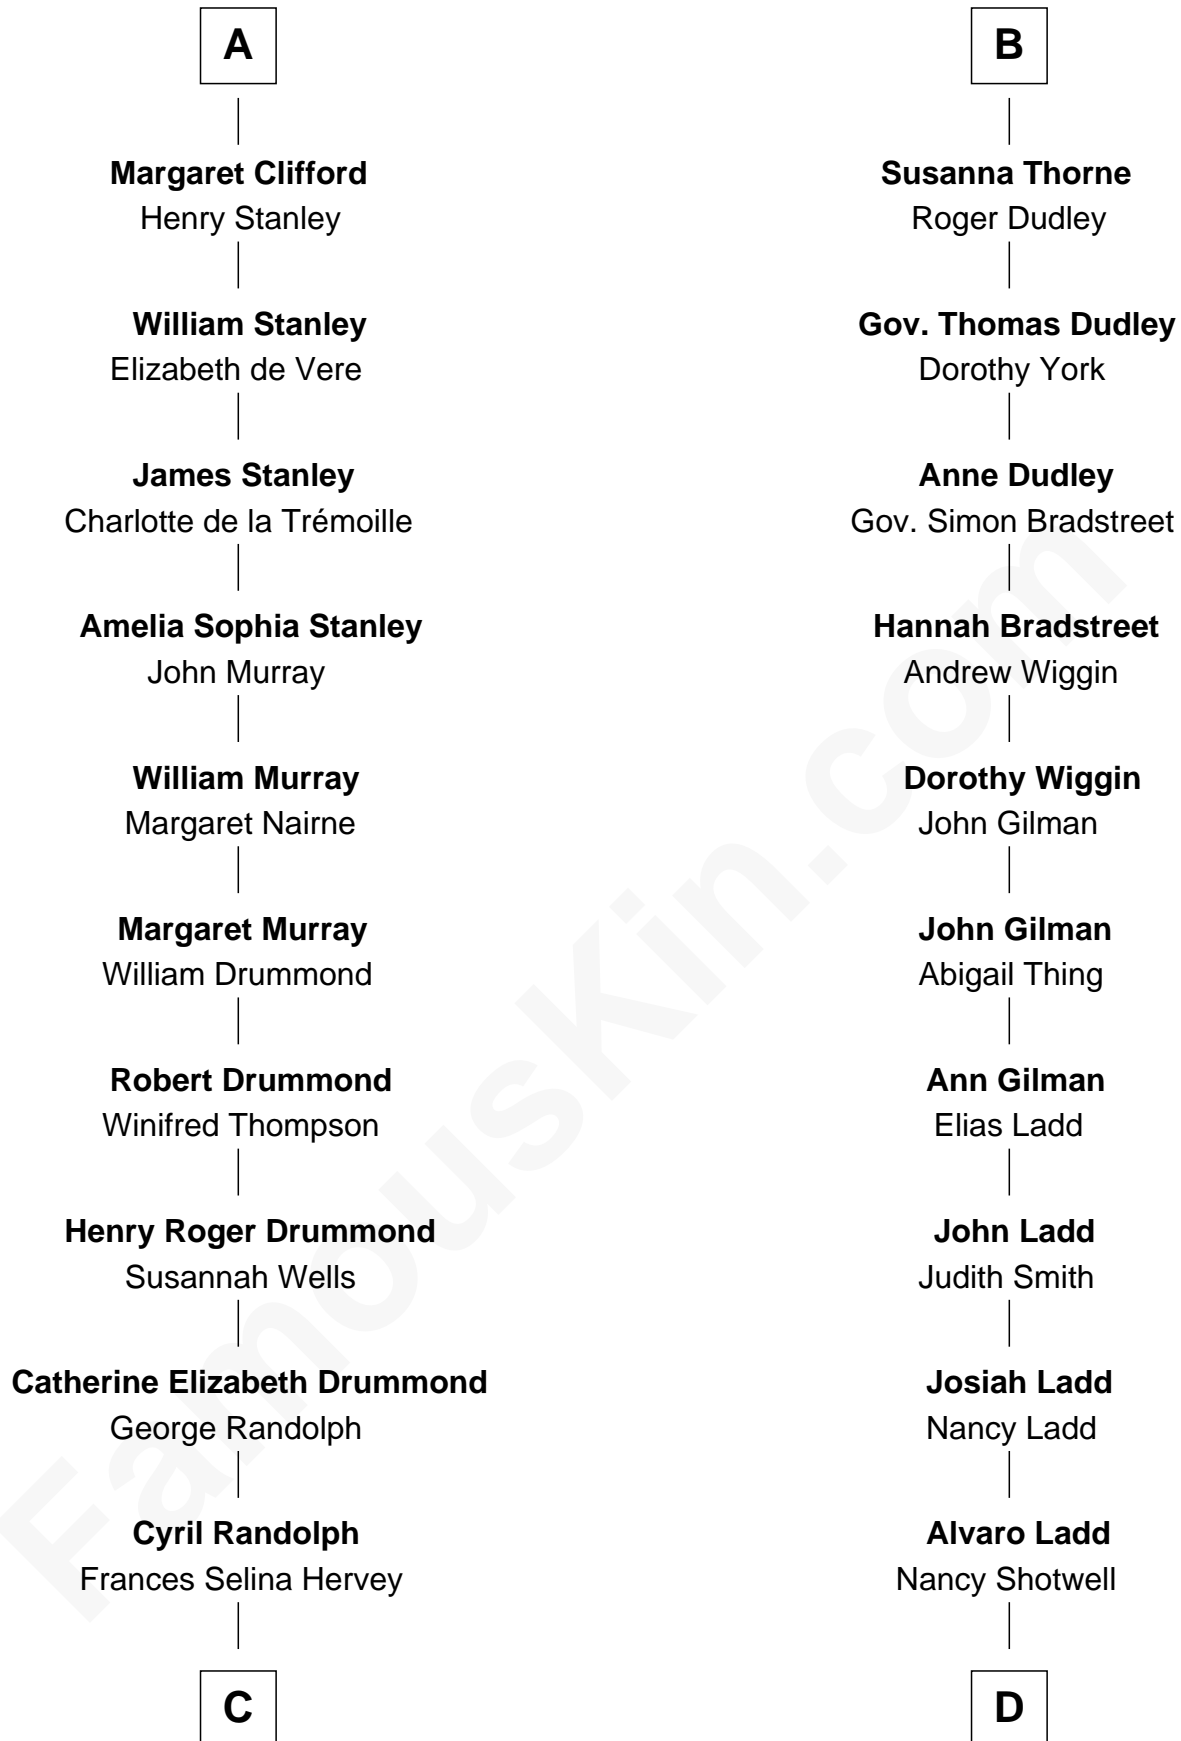 A
Margaret Clifford
Henry Stanley
William Stanley
Elizabeth de Vere
James Stanley
Charlotte de la Trémoille
Amelia Sophia Stanley
John Murray
William Murray
Margaret Nairne
Margaret Murray
William Drummond
Robert Drummond
Winifred Thompson
Henry Roger Drummond
Susannah Wells
Catherine Elizabeth Drummond
George Randolph
Cyril Randolph
Frances Selina Hervey
C
B
Susanna Thorne
Roger Dudley
Gov. Thomas Dudley
Dorothy York
Anne Dudley
Gov. Simon Bradstreet
Hannah Bradstreet
Andrew Wiggin
Dorothy Wiggin
John Gilman
John Gilman
Abigail Thing
Ann Gilman
Elias Ladd
John Ladd
Judith Smith
Josiah Ladd
Nancy Ladd
Alvaro Ladd
Nancy Shotwell
D
FamousKin.com